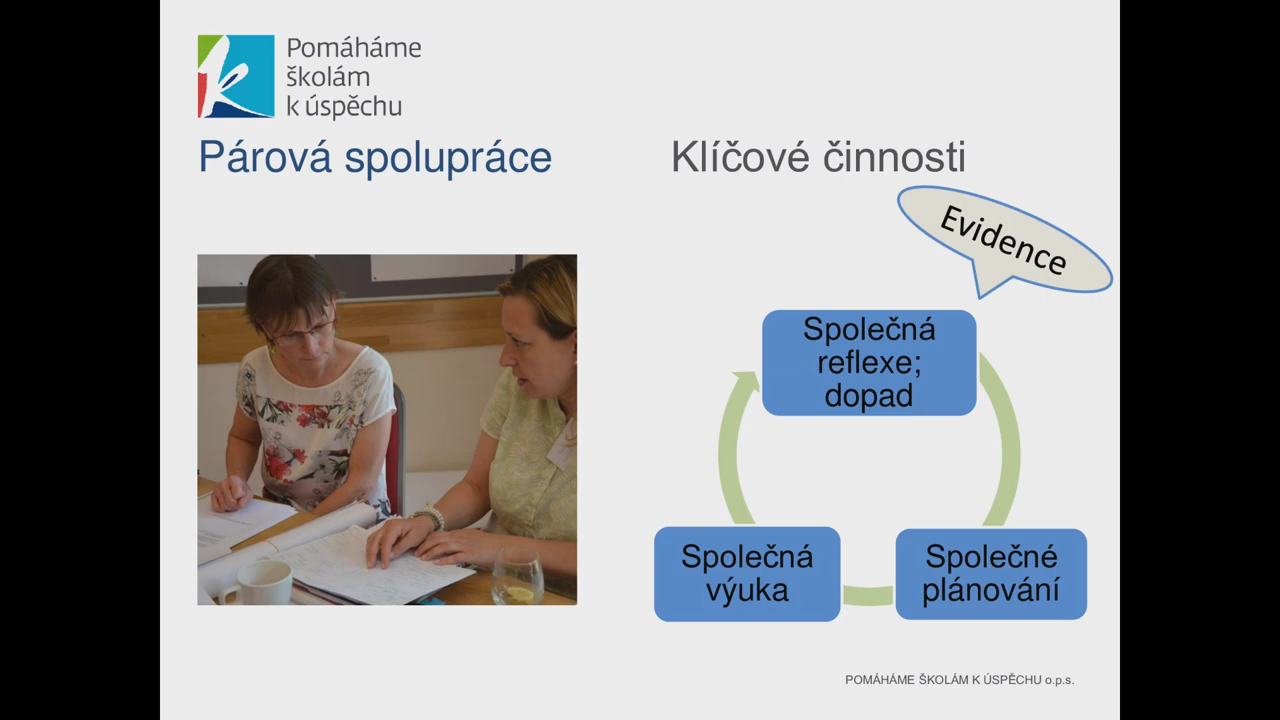 Pomáháme
školám
k úspěchu
Párová spolupráce
Klíčové činnosti
Evidence
Společná
reflexe;
dopad
Společná
výuka
Společné
plánování
POMÁHÁME ŠKOLÁM K ÚSPĚCHU o.p.s.